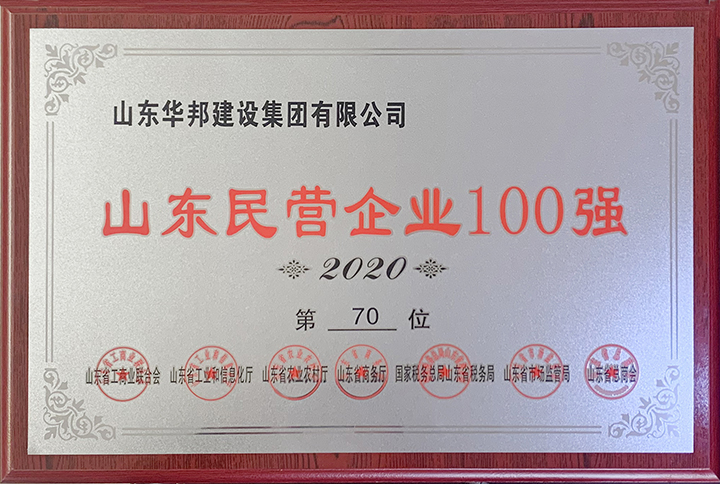 山东华邦建设集团有限公司
山东民营企业100强
2020
第 70 位
山东省工商业联合会 山东省工业和信息化厅 山东省农业农村厅 山东省商务厅 国家税务总局山东省税务局 山东省市场监管局 山东省总商会